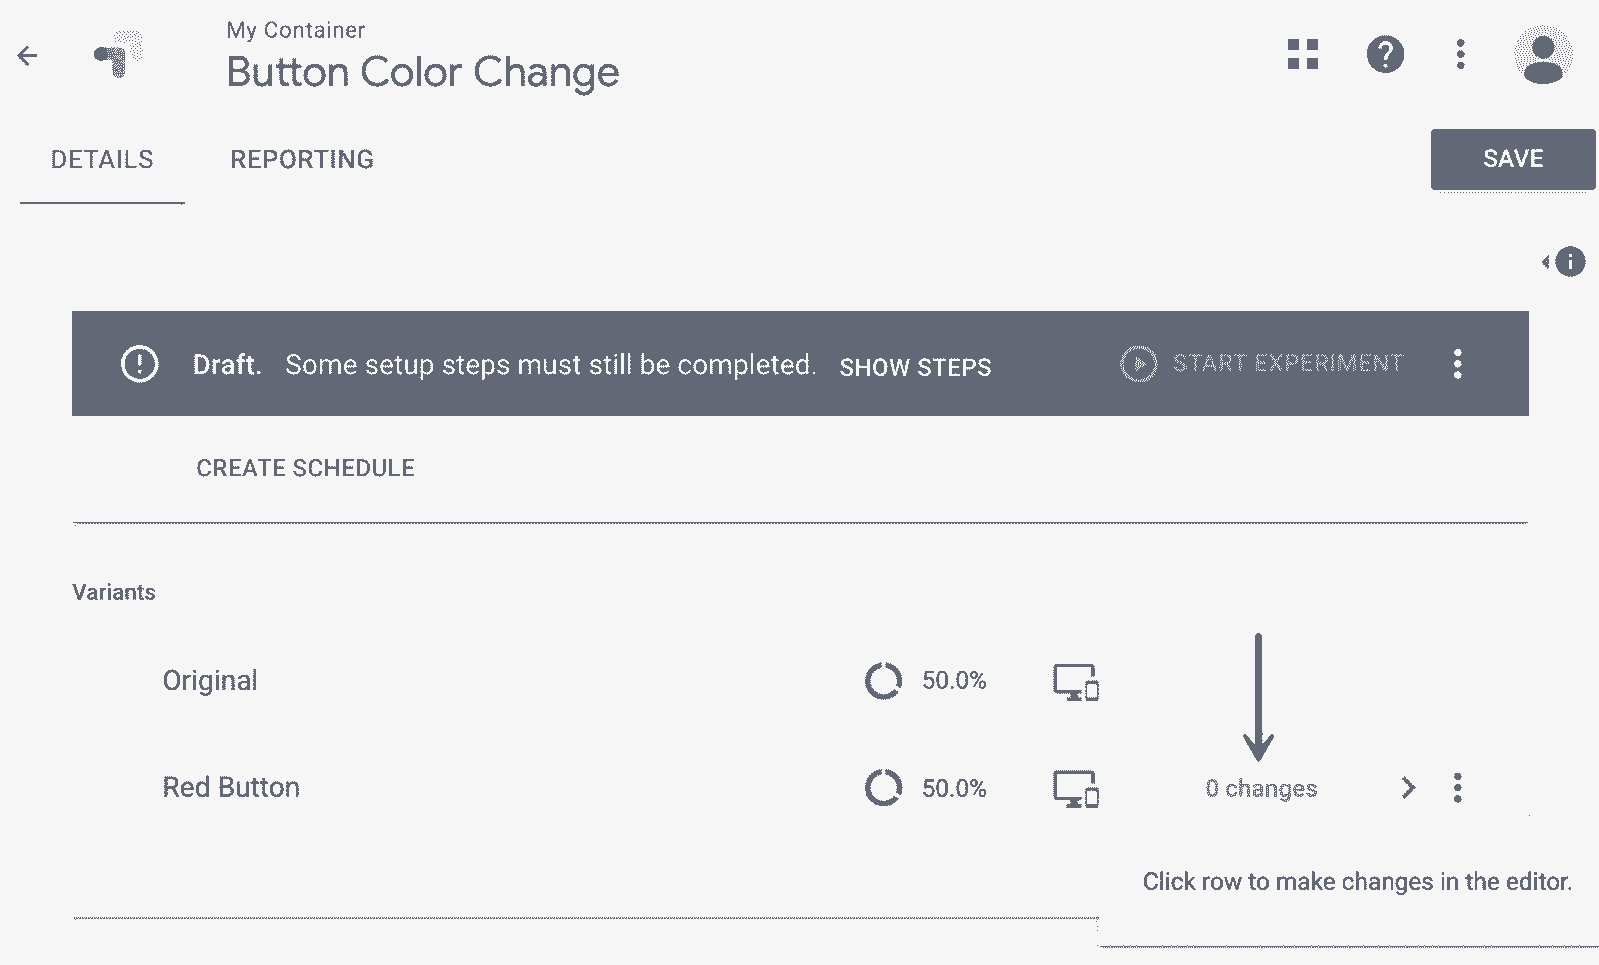 My Container
Button Color Change
DETAILS REPORTING SAVE
Draft. Some setup steps must still be completed. SHOW STEPS START EXPERIMENT
CREATE SCHEDULE
Variants
Original 50.0%
Red Button 50.0% 0 changes
Click row to make changes in the editor.